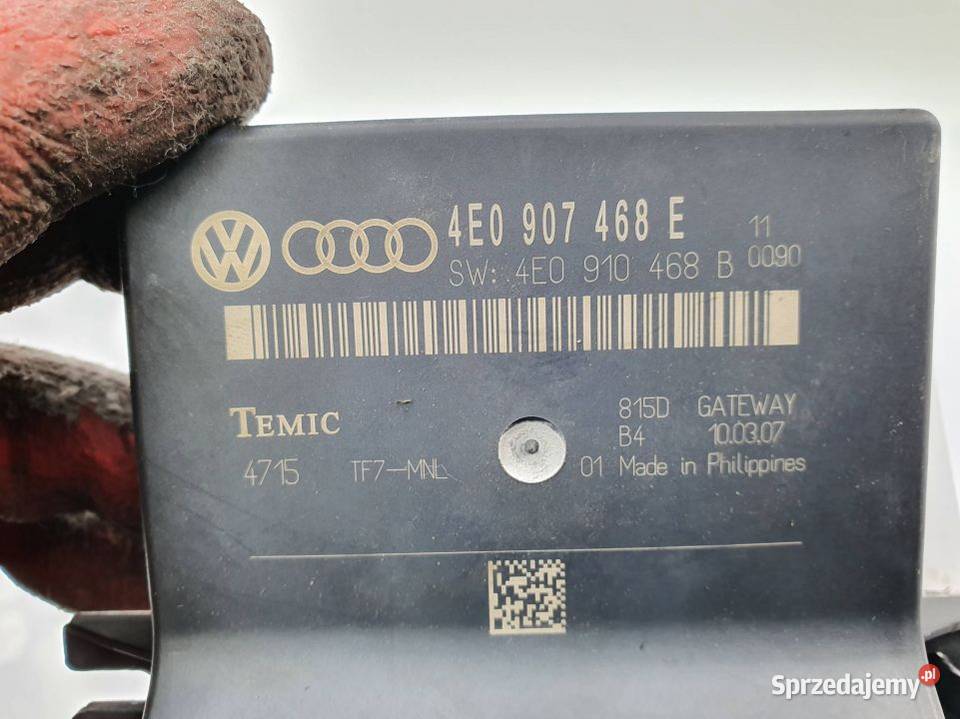 4E0 907 468 E 11
SW: 4E0 910 468 B 0090
TEMIC 815D GATEWAY
B4 10.03.07
4715 TF7-MNL 01 Made in Philippines
Sprzedajemy.pl